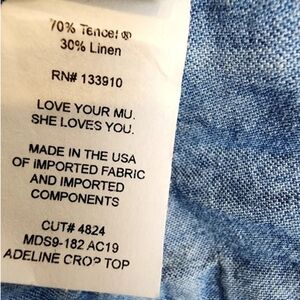 70% Tencel ®
30% Linen
RN# 133910
LOVE YOUR MU.
SHE LOVES YOU.
MADE IN THE USA
OF IMPORTED FABRIC
AND IMPORTED
COMPONENTS
CUT# 4824
MDS9-182 AC19
ADELINE CROP TOP